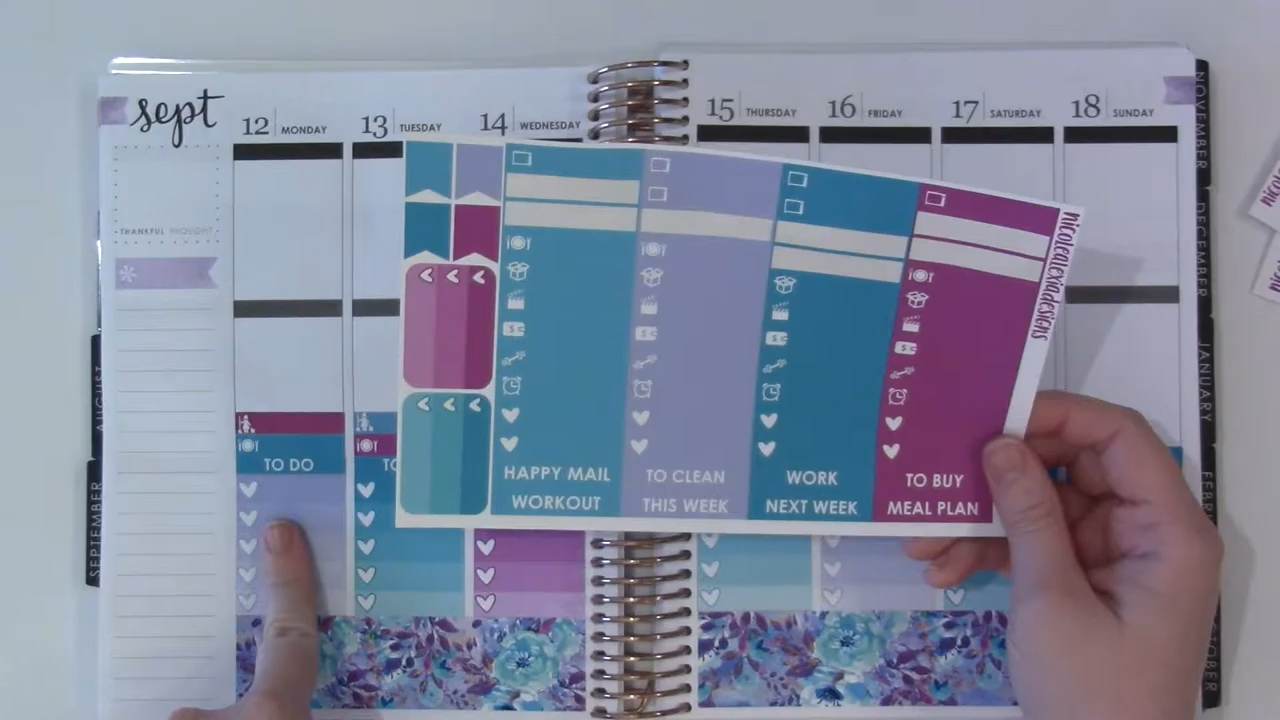 sept
12 MONDAY
13 TUESDAY
14 WEDNESDAY
15 THURSDAY
16 FRIDAY
17 SATURDAY
18 SUNDAY
THANKFUL THOUGHT
TO DO
HAPPY MAIL
WORKOUT
TO CLEAN
THIS WEEK
WORK
NEXT WEEK
TO BUY
MEAL PLAN
nicolealexiadesigns
AUGUST
SEPTEMBER
NOVEMBER
DECEMBER
JANUARY